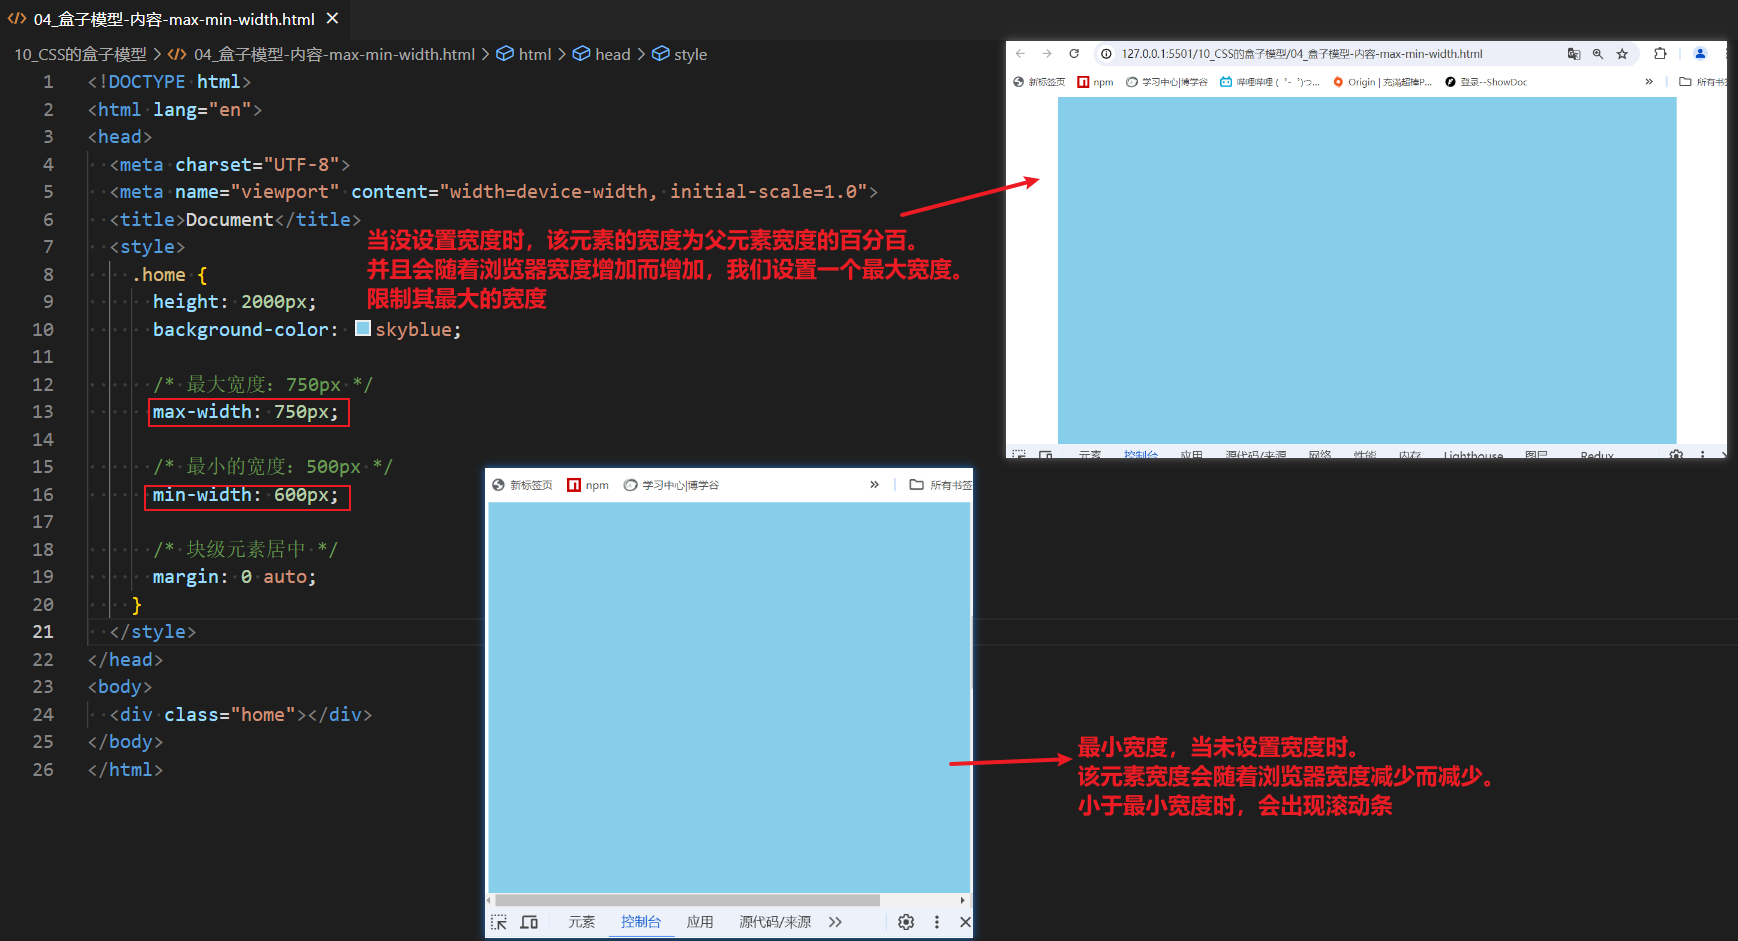 04_盒子模型-内容-max-min-width.html
10_CSS的盒子模型 > 04_盒子模型-内容-max-min-width.html > html > head > style
1 <!DOCTYPE html>
2 <html lang="en">
3 <head>
4 <meta charset="UTF-8">
5 <meta name="viewport" content="width=device-width, initial-scale=1.0">
6 <title>Document</title>
7 <style>
8 .home {
9 height: 2000px;
10 background-color: skyblue;
11
12 /* 最大宽度：750px */
13 max-width: 750px;
14
15 /* 最小的宽度：500px */
16 min-width: 600px;
17
18 /* 块级元素居中 */
19 margin: 0 auto;
20 }
21 </style>
22 </head>
23 <body>
24 <div class="home"></div>
25 </body>
26 </html>
当没设置宽度时，该元素的宽度为父元素宽度的百分百。
并且会随着浏览器宽度增加而增加，我们设置一个最大宽度。
限制其最大的宽度
127.0.0.1:5501/10_CSS的盒子模型/04_盒子模型-内容-max-min-width.html
新标签页 npm 学习中心|博学谷 哔哩哔哩 ( ゜- ゜)つ... Origin | 充满超棒P... 登录--ShowDoc » 所有书签
元素 控制台 应用 源代码/来源 网络 性能 内存 Lighthouse 图层 Redux
新标签页 npm 学习中心|博学谷 » 所有书签
元素 控制台 应用 源代码/来源 »
最小宽度，当未设置宽度时。
该元素宽度会随着浏览器宽度减少而减少。
小于最小宽度时，会出现滚动条